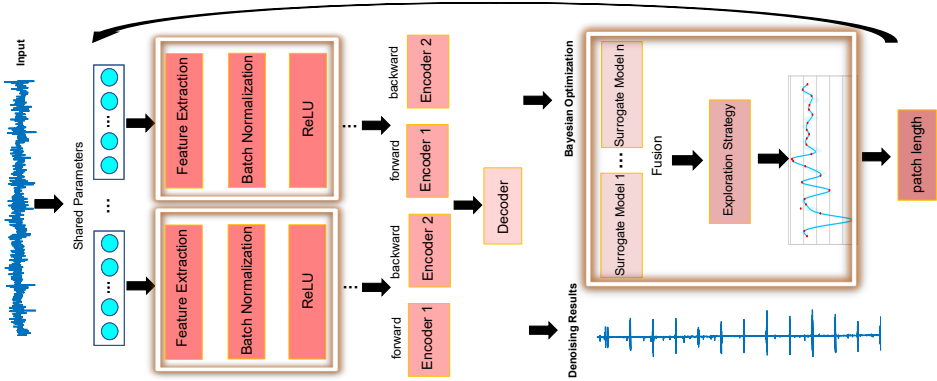 Input
Shared Parameters
...
...
...
Feature Extraction
Batch Normalization
ReLU
...
Feature Extraction
Batch Normalization
ReLU
...
forward
Encoder 1
backward
Encoder 2
forward
Encoder 1
backward
Encoder 2
Decoder
Denoising Results
Bayesian Optimization
Surrogate Model 1
...
Surrogate Model n
Fusion
Exploration Strategy
patch length